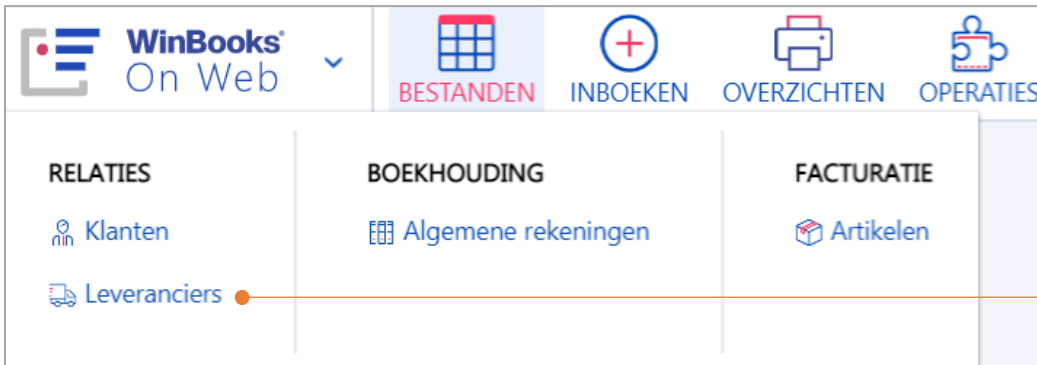 WinBooks®
On Web
BESTANDEN
INBOEKEN
OVERZICHTEN
OPERATIES
RELATIES
Klanten
Leveranciers
BOEKHOUDING
Algemene rekeningen
FACTURATIE
Artikelen